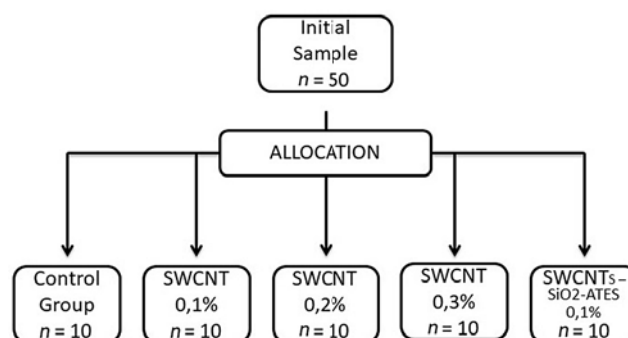 Initial
Sample
n = 50
ALLOCATION
Control
Group
n = 10
SWCNT
0,1%
n = 10
SWCNT
0,2%
n = 10
SWCNT
0,3%
n = 10
SWCNTS–
SiO2-ATES
0,1%
n = 10